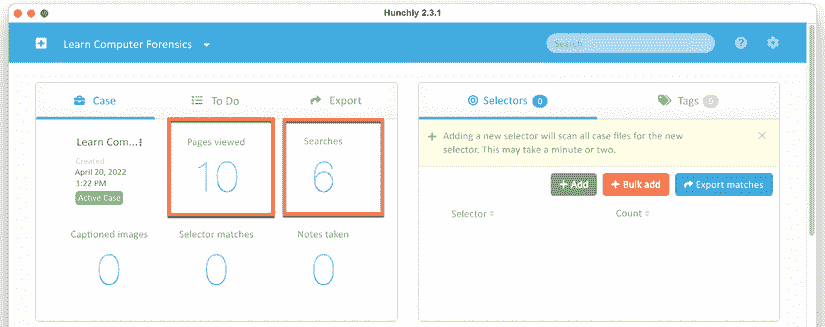 Hunchly 2.3.1
Learn Computer Forensics
Search
Case
To Do
Export
Learn Com...
Created
April 20, 2022
1:22 PM
Active Case
Pages viewed
10
Searches
6
Captioned images
0
Selector matches
0
Notes taken
0
Selectors 0
Tags 9
+ Adding a new selector will scan all case files for the new
selector. This may take a minute or two.
+ Add
+ Bulk add
Export matches
Selector
Count